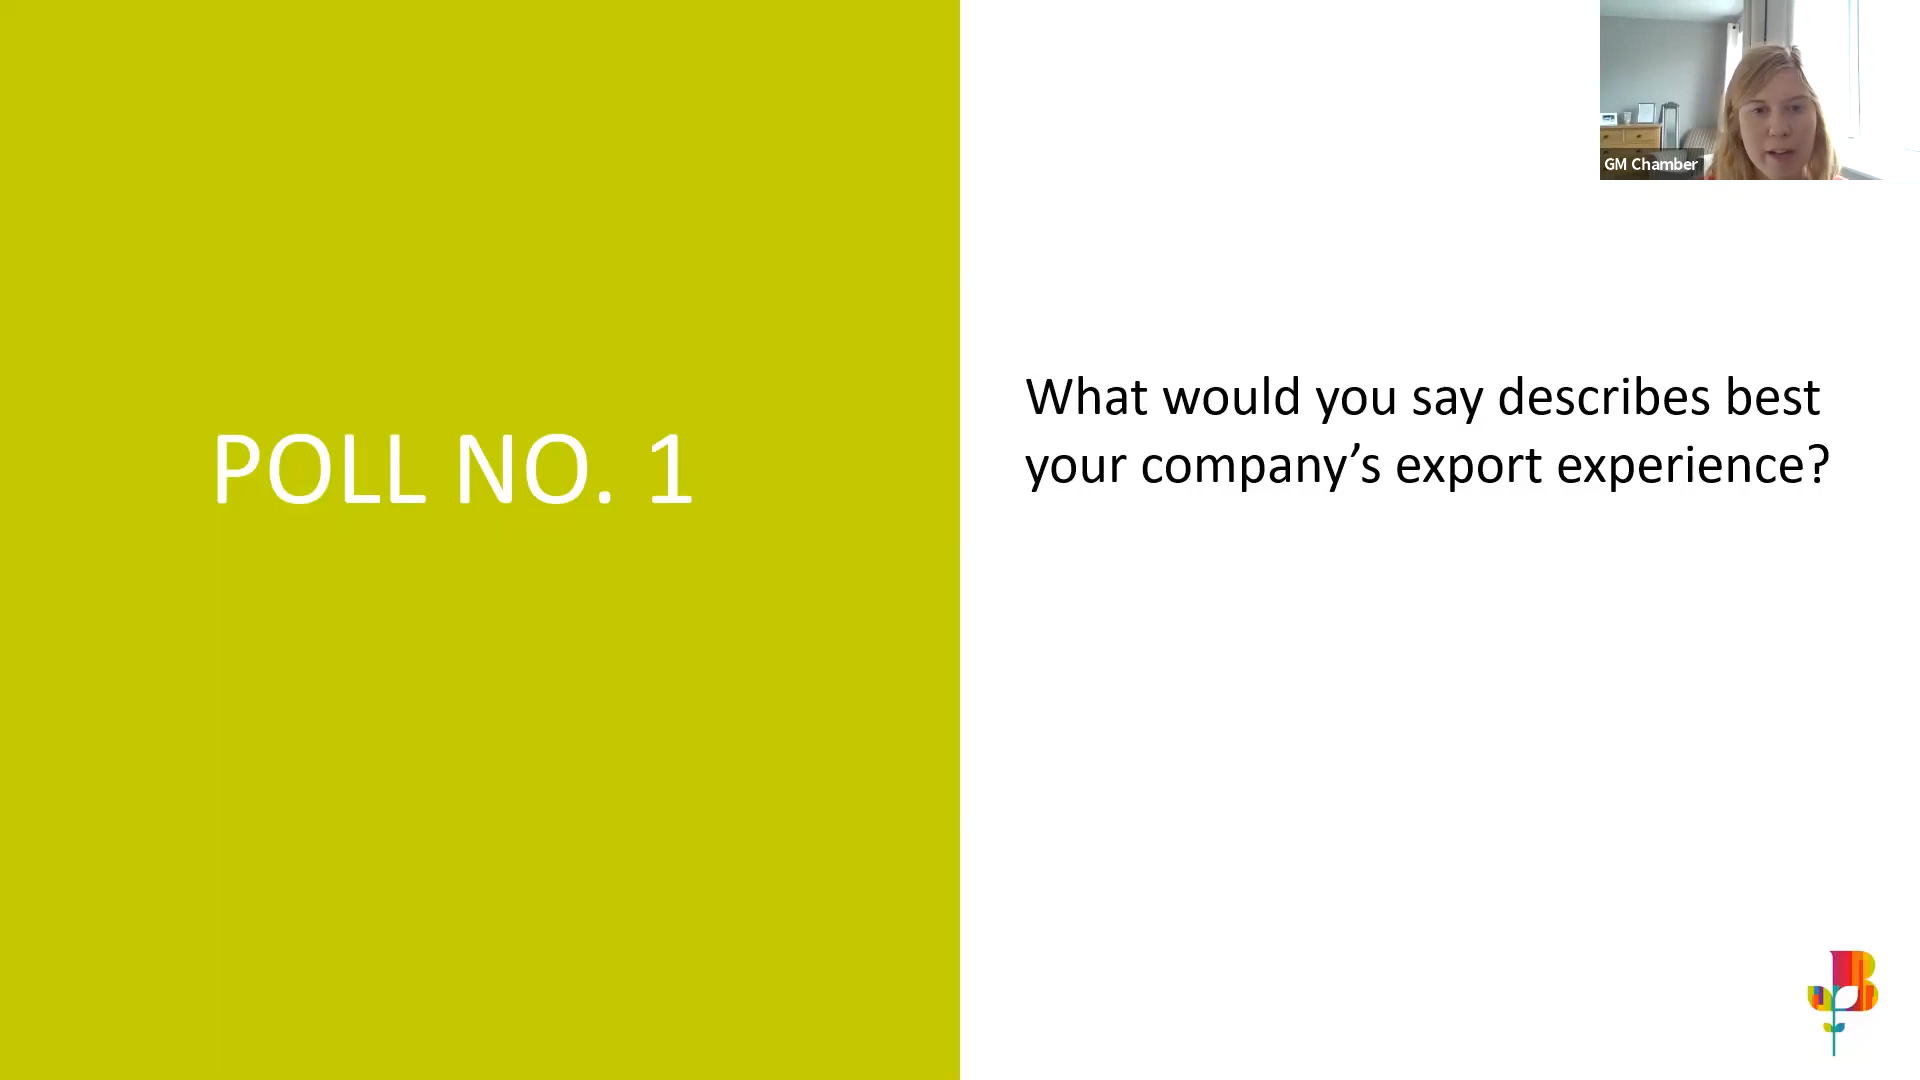 GM Chamber
POLL NO. 1
What would you say describes best
your company’s export experience?